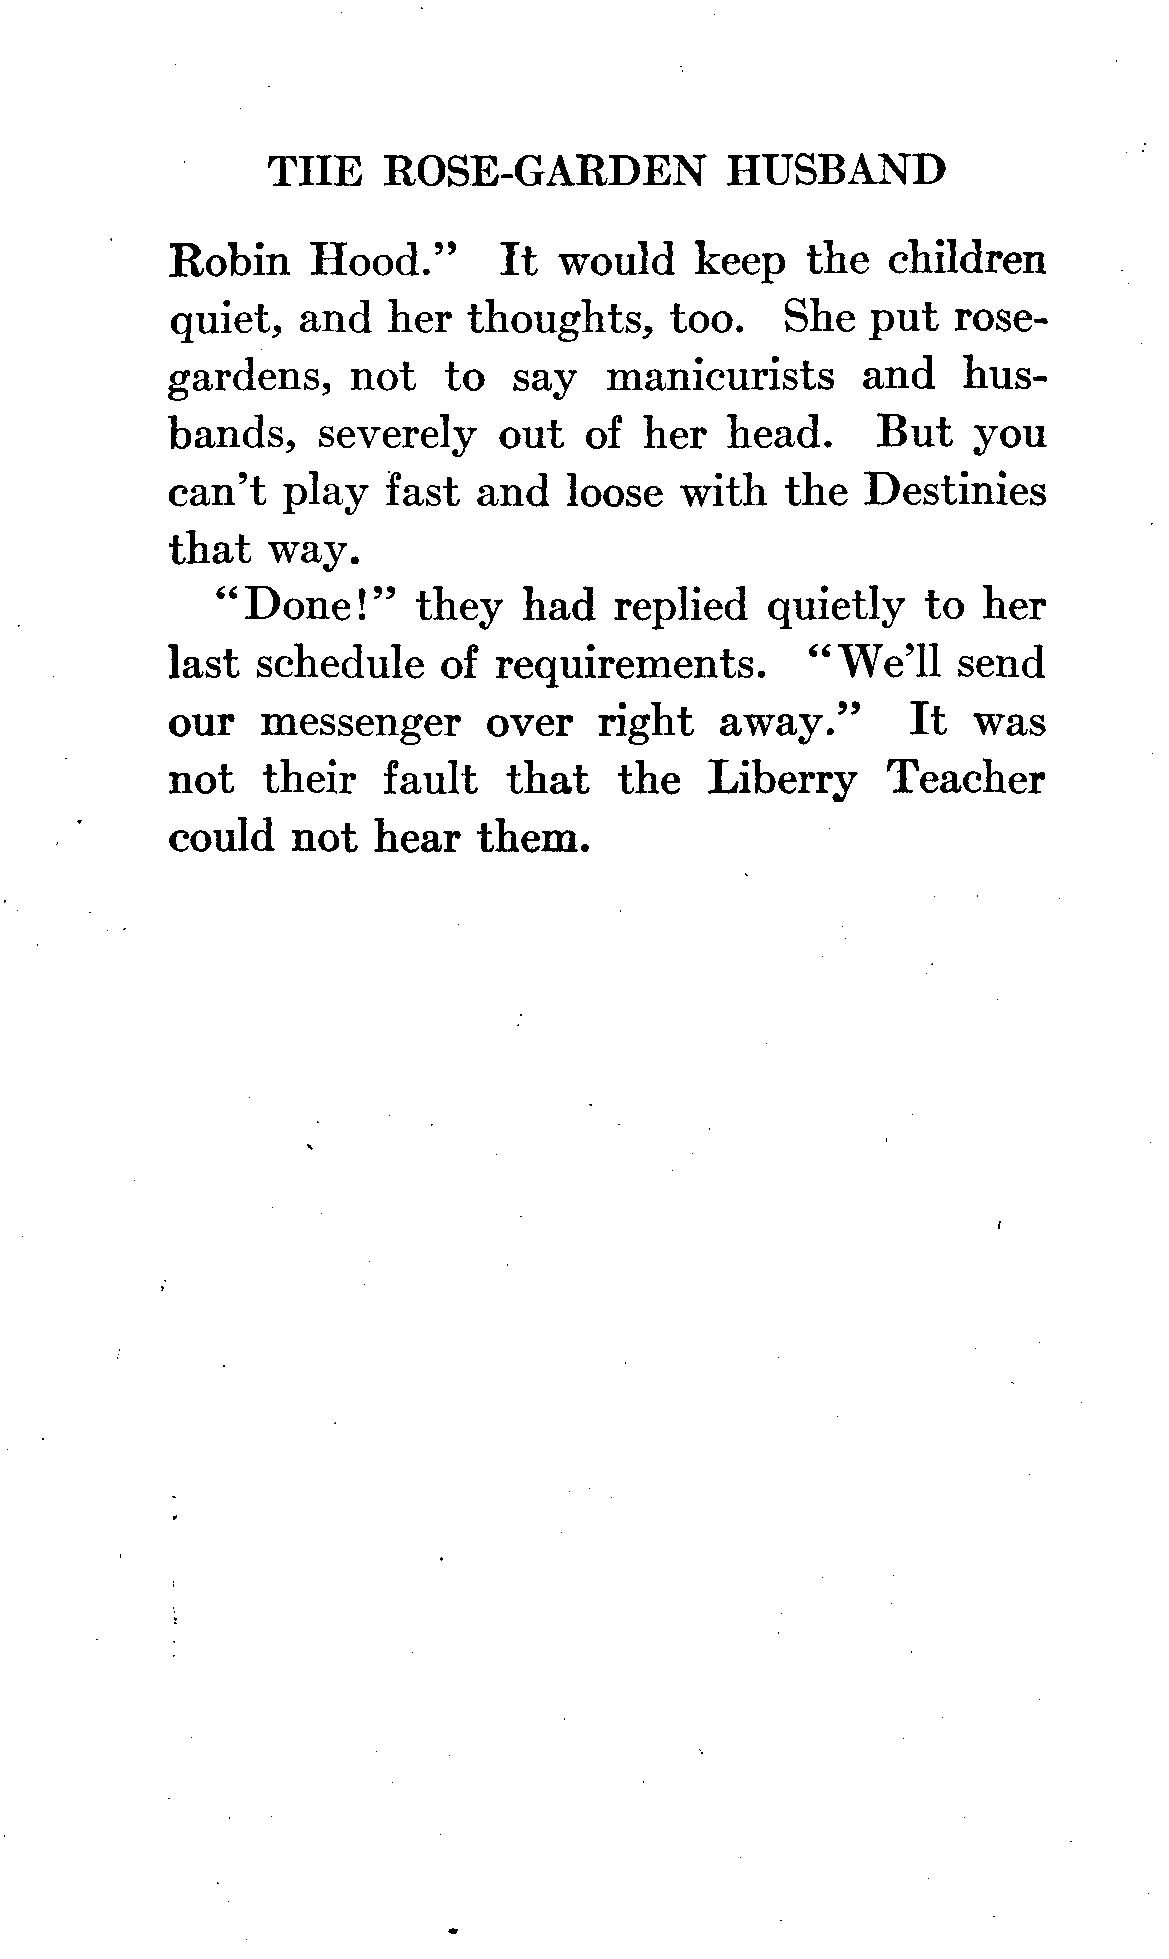 THE ROSE-GARDEN HUSBAND
Robin Hood." It would keep the children
quiet, and her thoughts, too. She put rose-
gardens, not to say manicurists and hus-
bands, severely out of her head. But you
can't play fast and loose with the Destinies
that way.
"Done!" they had replied quietly to her
last schedule of requirements. "We'll send
our messenger over right away." It was
not their fault that the Liberry Teacher
could not hear them.